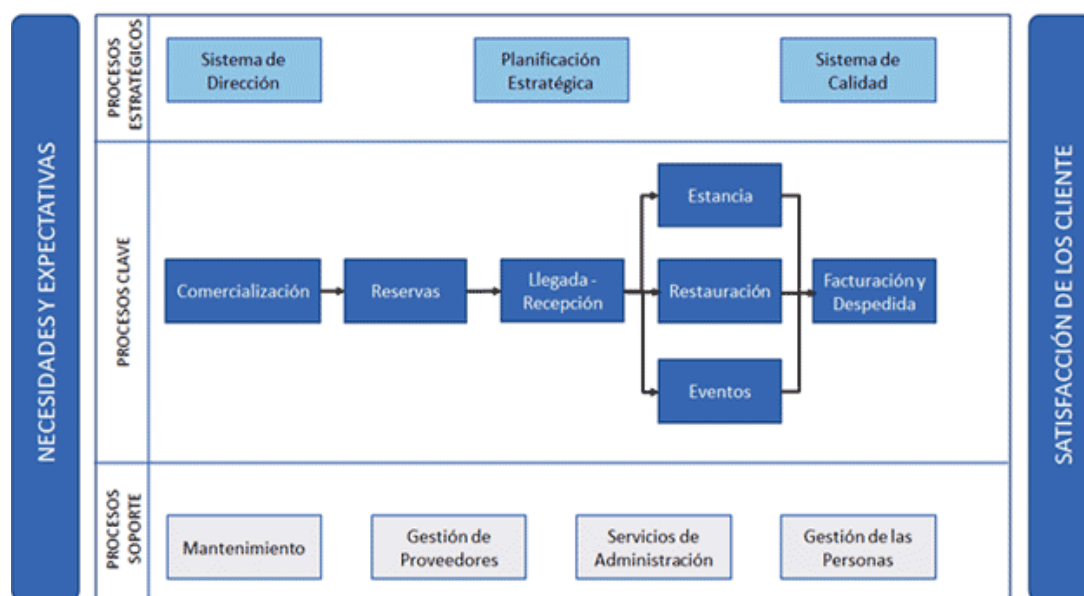 NECESIDADES Y EXPECTATIVAS
PROCESOS
ESTRATÉGICOS
Sistema de
Dirección
Planificación
Estratégica
Sistema de
Calidad
PROCESOS CLAVE
Comercialización
Reservas
Llegada -
Recepción
Estancia
Restauración
Eventos
Facturación y
Despedida
PROCESOS
SOPORTE
Mantenimiento
Gestión de
Proveedores
Servicios de
Administración
Gestión de las
Personas
SATISFACCIÓN DE LOS CLIENTE